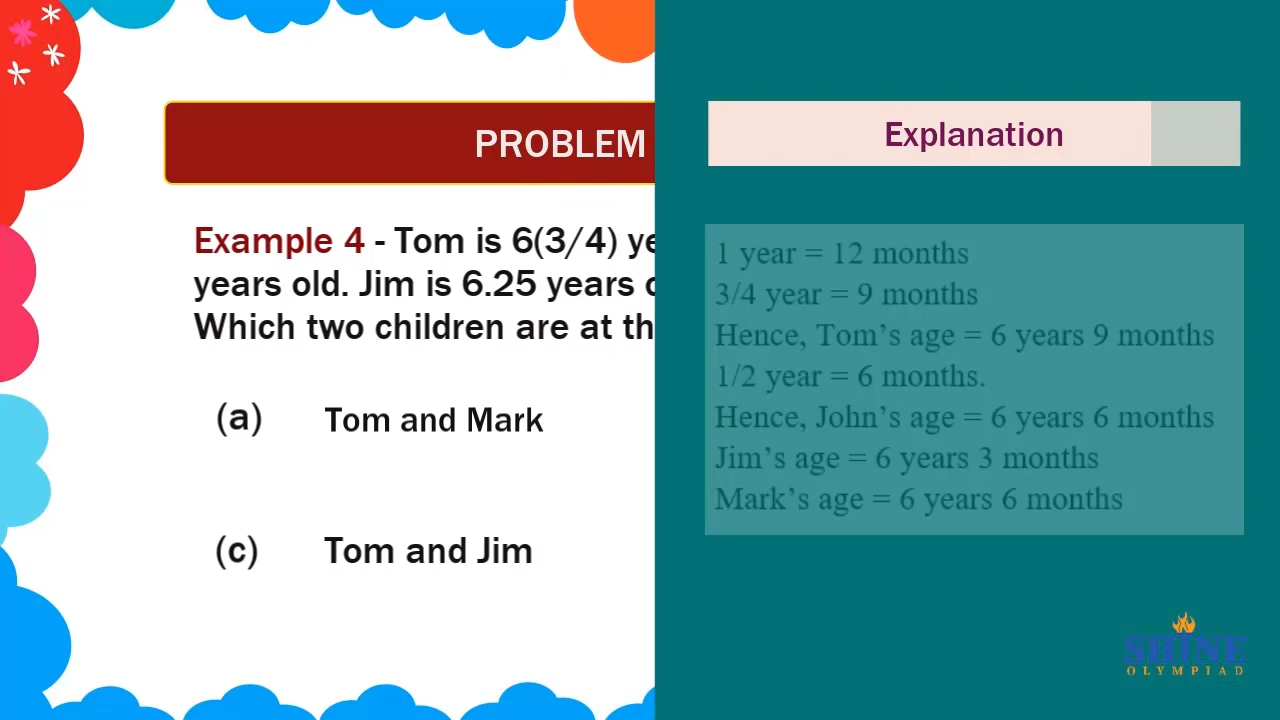 PROBLEM
Example 4 - Tom is 6(3/4)
years old. Jim is 6.25 years
Which two children are at
(a) Tom and Mark
(c) Tom and Jim
Explanation
1 year = 12 months
3/4 year = 9 months
Hence, Tom’s age = 6 years 9 months
1/2 year = 6 months.
Hence, John’s age = 6 years 6 months
Jim’s age = 6 years 3 months
Mark’s age = 6 years 6 months
SHINE
OLYMPIAD